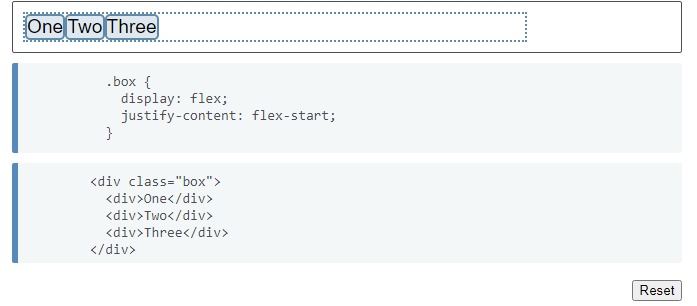 One Two Three
.box {
  display: flex;
  justify-content: flex-start;
}
<div class="box">
  <div>One</div>
  <div>Two</div>
  <div>Three</div>
</div>
Reset